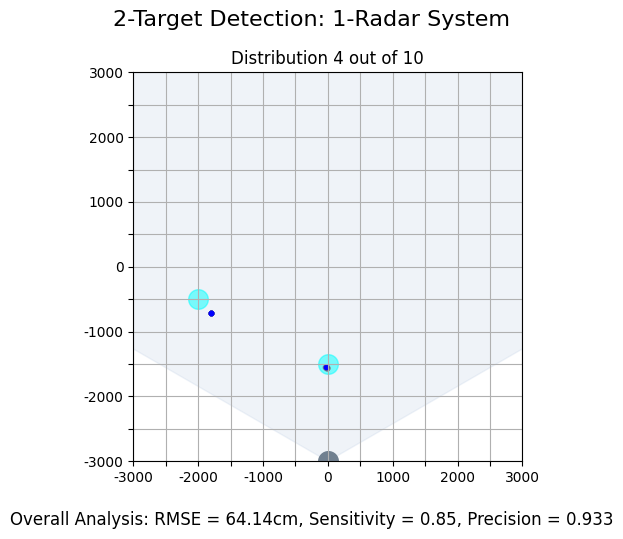 2-Target Detection: 1-Radar System
Distribution 4 out of 10
3000
2000
1000
0
-1000
-2000
-3000
-3000 -2000 -1000 0 1000 2000 3000
Overall Analysis: RMSE = 64.14cm, Sensitivity = 0.85, Precision = 0.933